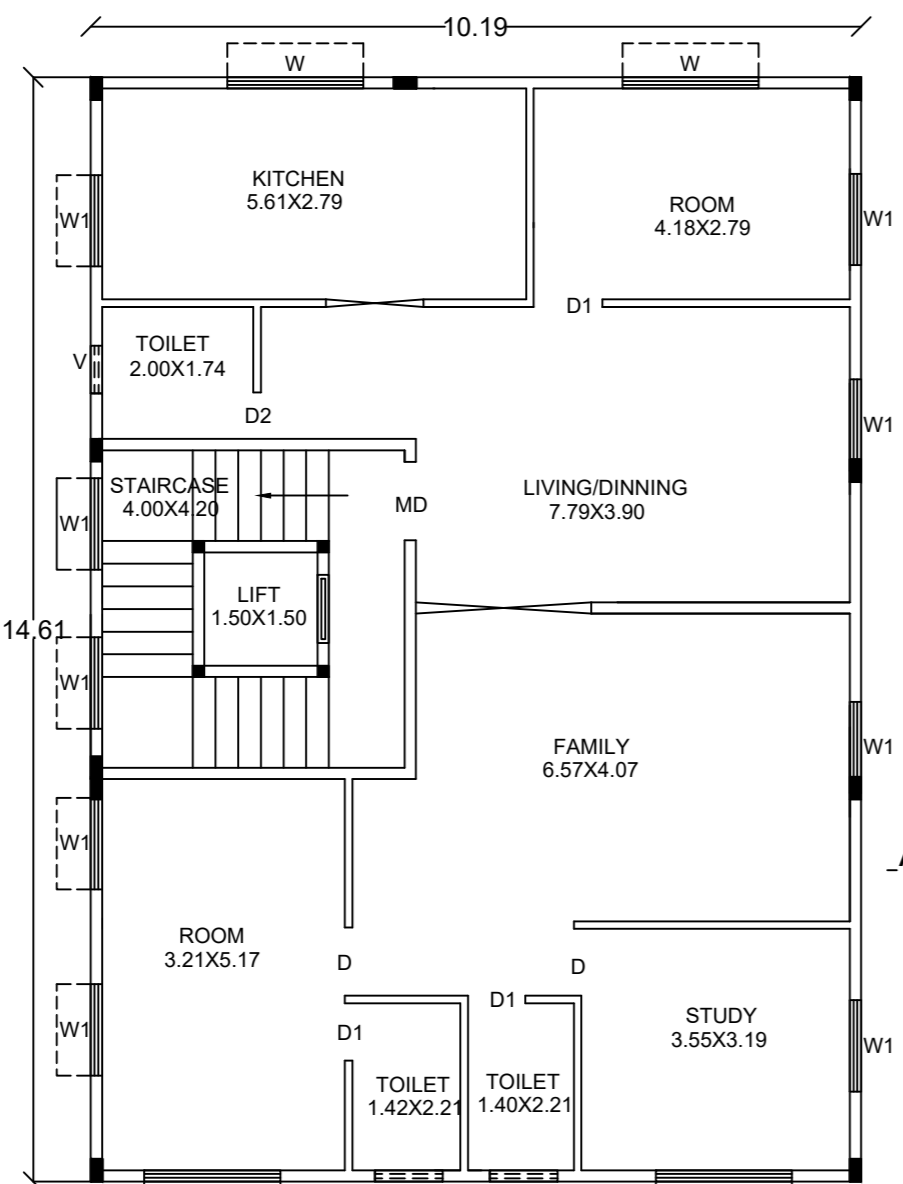 10.19
W
W
KITCHEN
5.61X2.79
ROOM
4.18X2.79
W1
W1
D1
TOILET
2.00X1.74
V
D2
W1
STAIRCASE
4.00X4.20
W1
MD
LIVING/DINNING
7.79X3.90
LIFT
1.50X1.50
14.61
W1
FAMILY
6.57X4.07
W1
W1
ROOM
3.21X5.17
D
D
D1
D1
W1
STUDY
3.55X3.19
W1
TOILET
1.42X2.21
TOILET
1.40X2.21